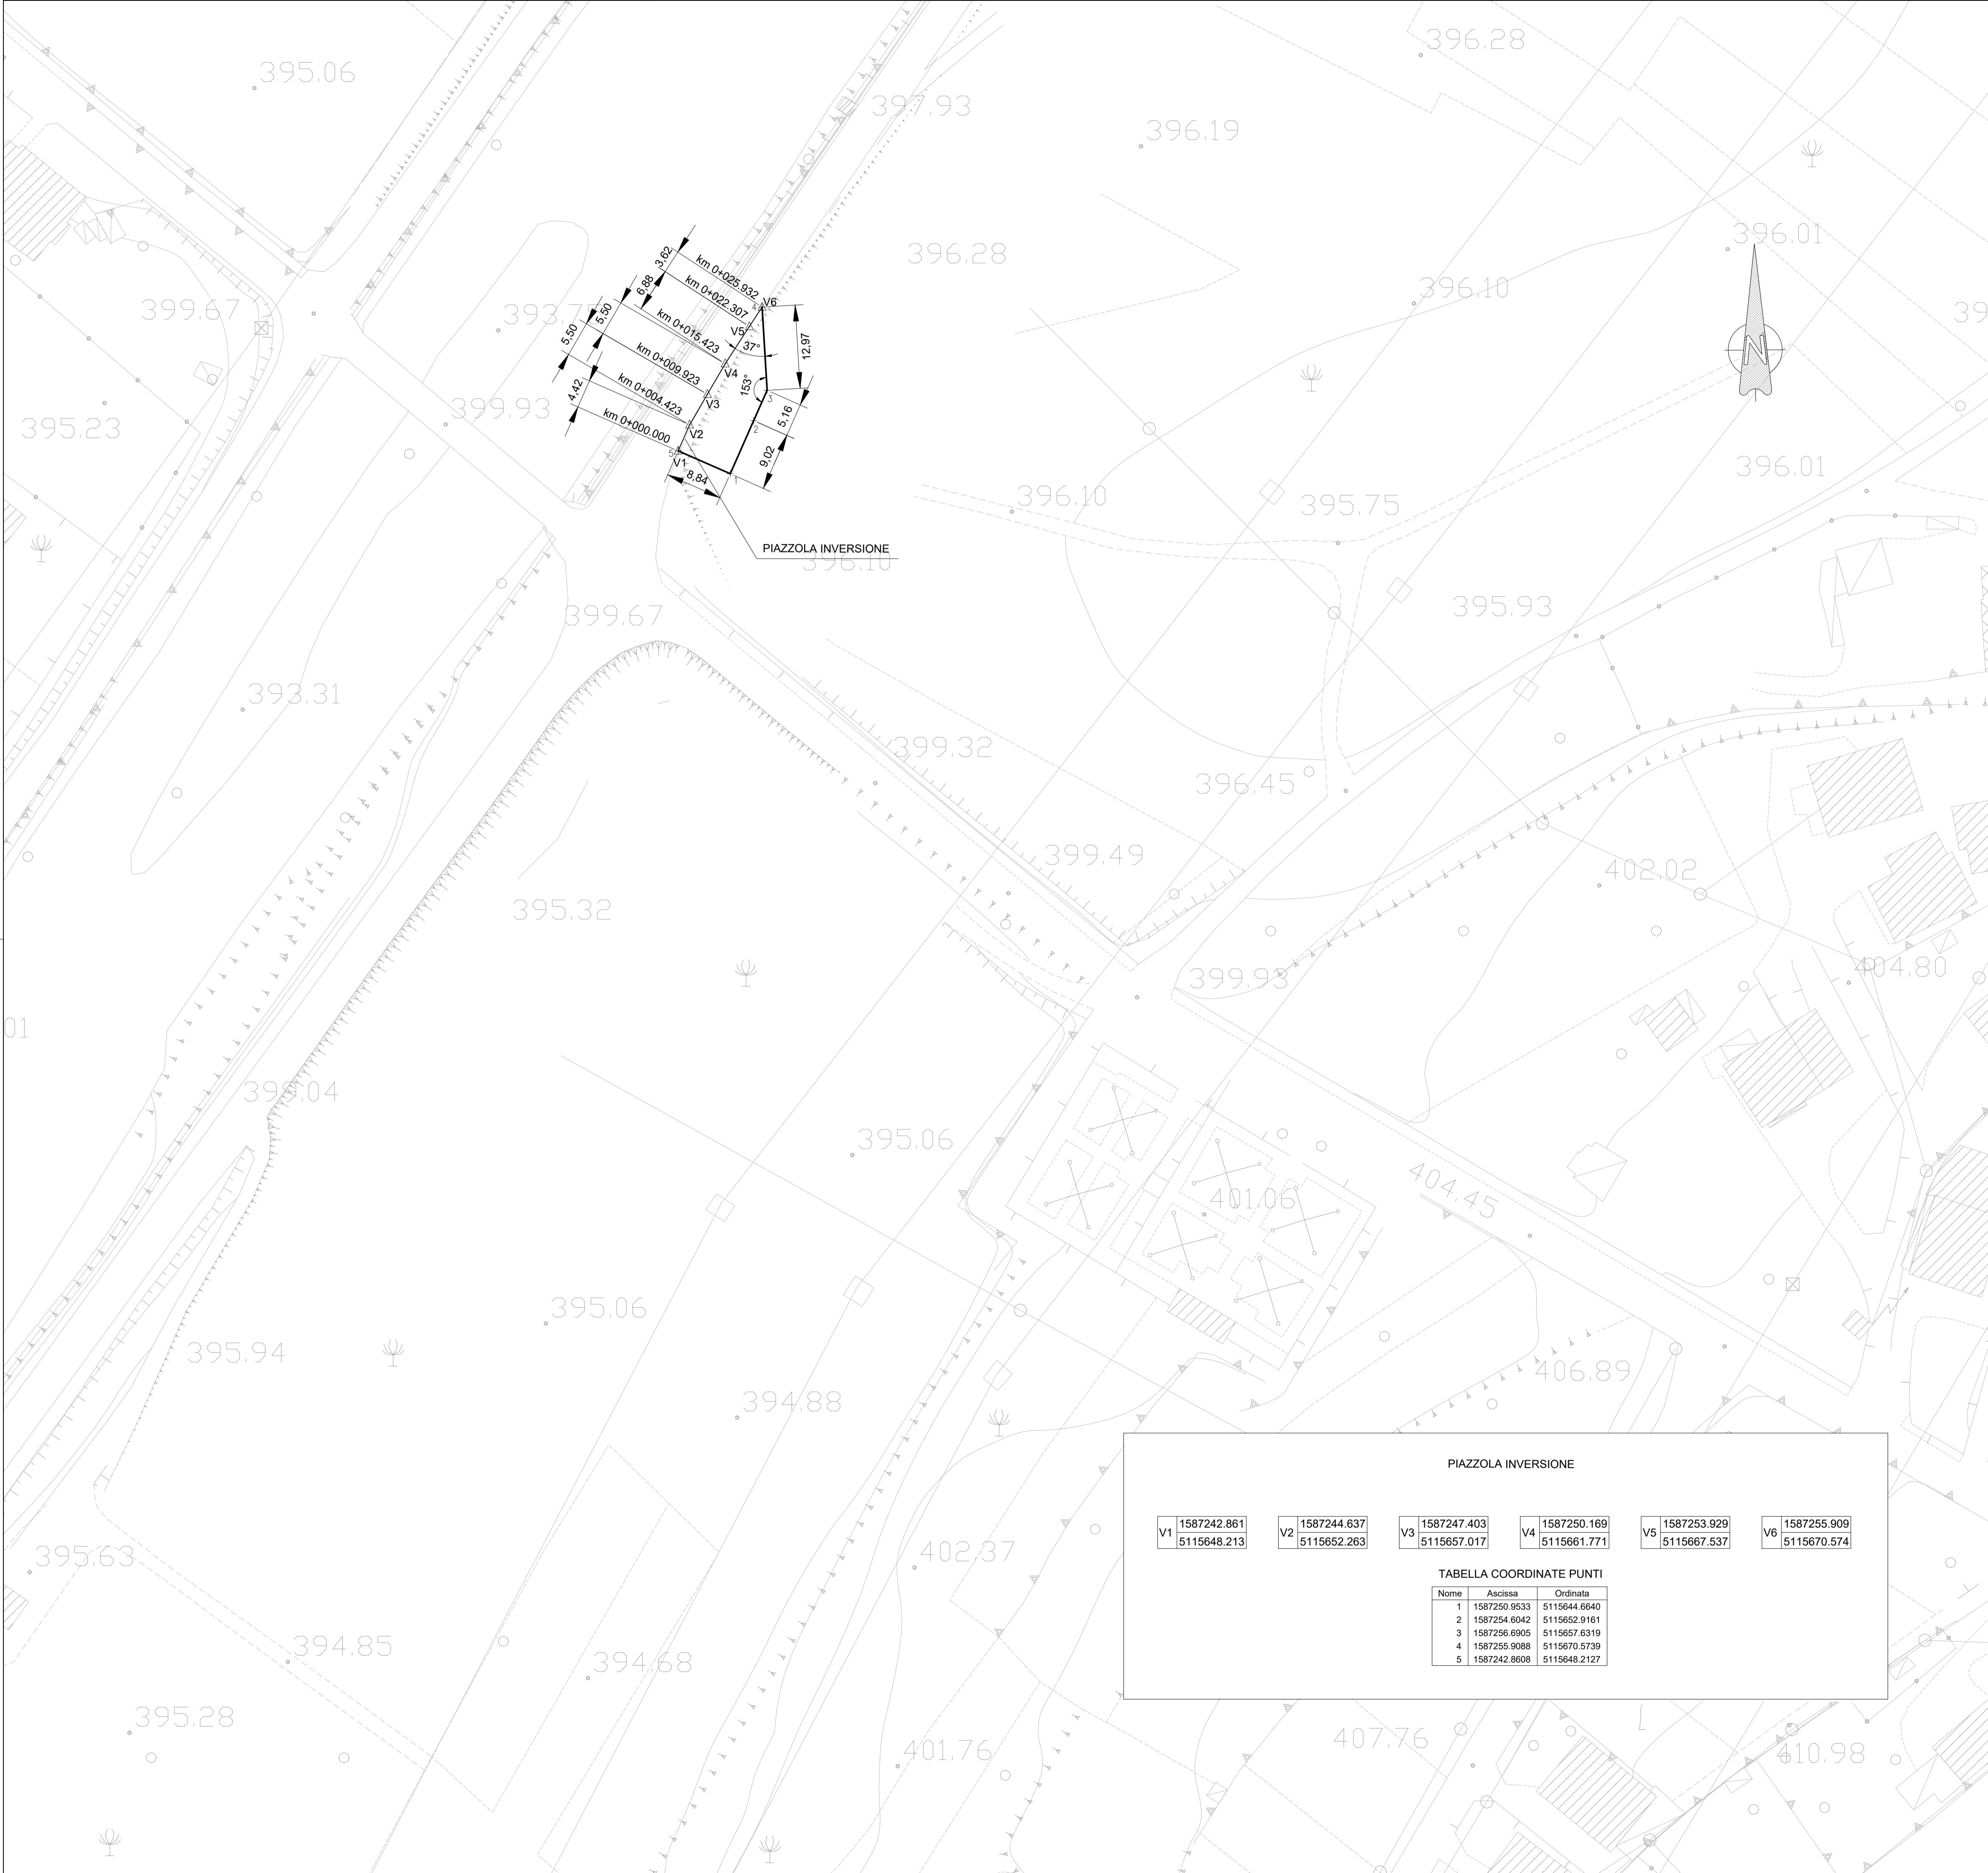 395.06
396.28
397.93
396.19
396.28
396.01
399.67
396.10
3,62
km 0+025.932
V6
4
6,88
km 0+022.307
V5
5,50
km 0+015.423
37°
12,97
V4
5,50
km 0+009.923
153°
V3
3
4,42
km 0+004.423
5,16
2
V2
km 0+000.000
9,02
5
V1
8,84
1
N
395.23
399.93
396.01
396.10
395.75
PIAZZOLA INVERSIONE
396.10
399.67
395.93
393.31
399.32
396.45
399.49
402.02
395.32
399.93
404.80
01
399.04
395.06
401.06
404.45
395.06
395.94
406.89
394.88
PIAZZOLA INVERSIONE
V1 1587242.861 5115648.213
V2 1587244.637 5115652.263
V3 1587247.403 5115657.017
V4 1587250.169 5115661.771
V5 1587253.929 5115667.537
V6 1587255.909 5115670.574
TABELLA COORDINATE PUNTI
Nome Ascissa Ordinata
1 1587250.9533 5115644.6640
2 1587254.6042 5115652.9161
3 1587256.6905 5115657.6319
4 1587255.9088 5115670.5739
5 1587242.8608 5115648.2127
395.63
402.37
394.85
394.68
395.28
401.76
407.76
410.98